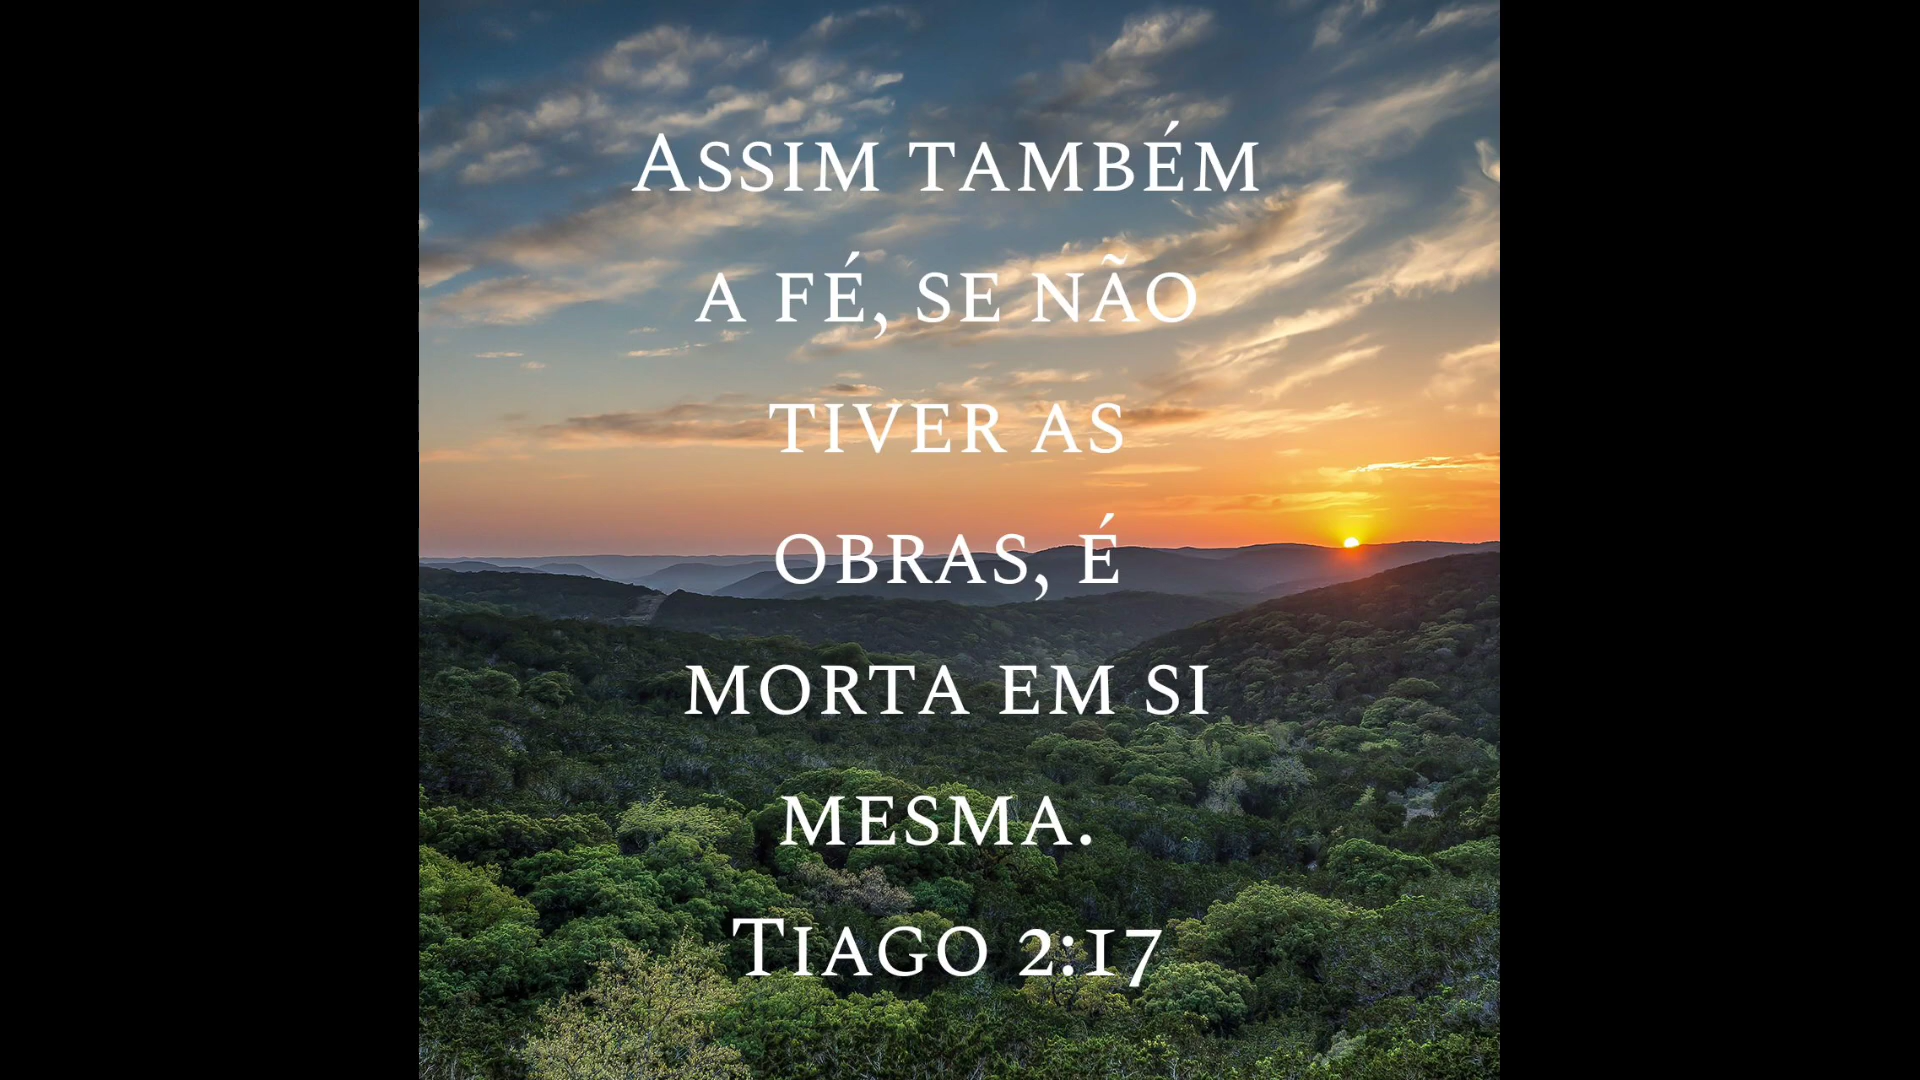 Assim também
a fé, se não
tiver as
obras, é
morta em si
mesma.
Tiago 2:17